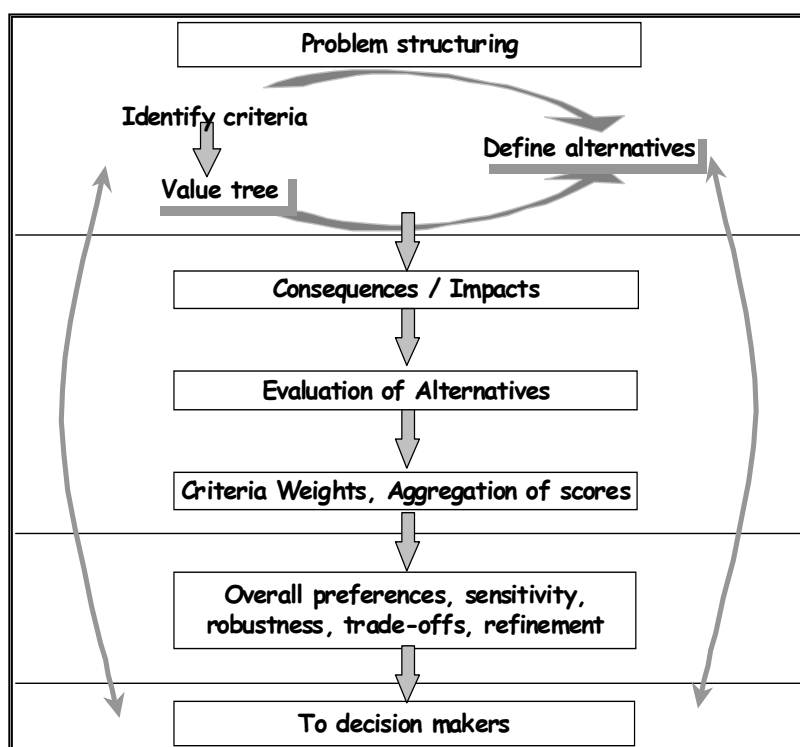 Problem structuring
Identify criteria
Define alternatives
Value tree
Consequences / Impacts
Evaluation of Alternatives
Criteria Weights, Aggregation of scores
Overall preferences, sensitivity,
robustness, trade-offs, refinement
To decision makers